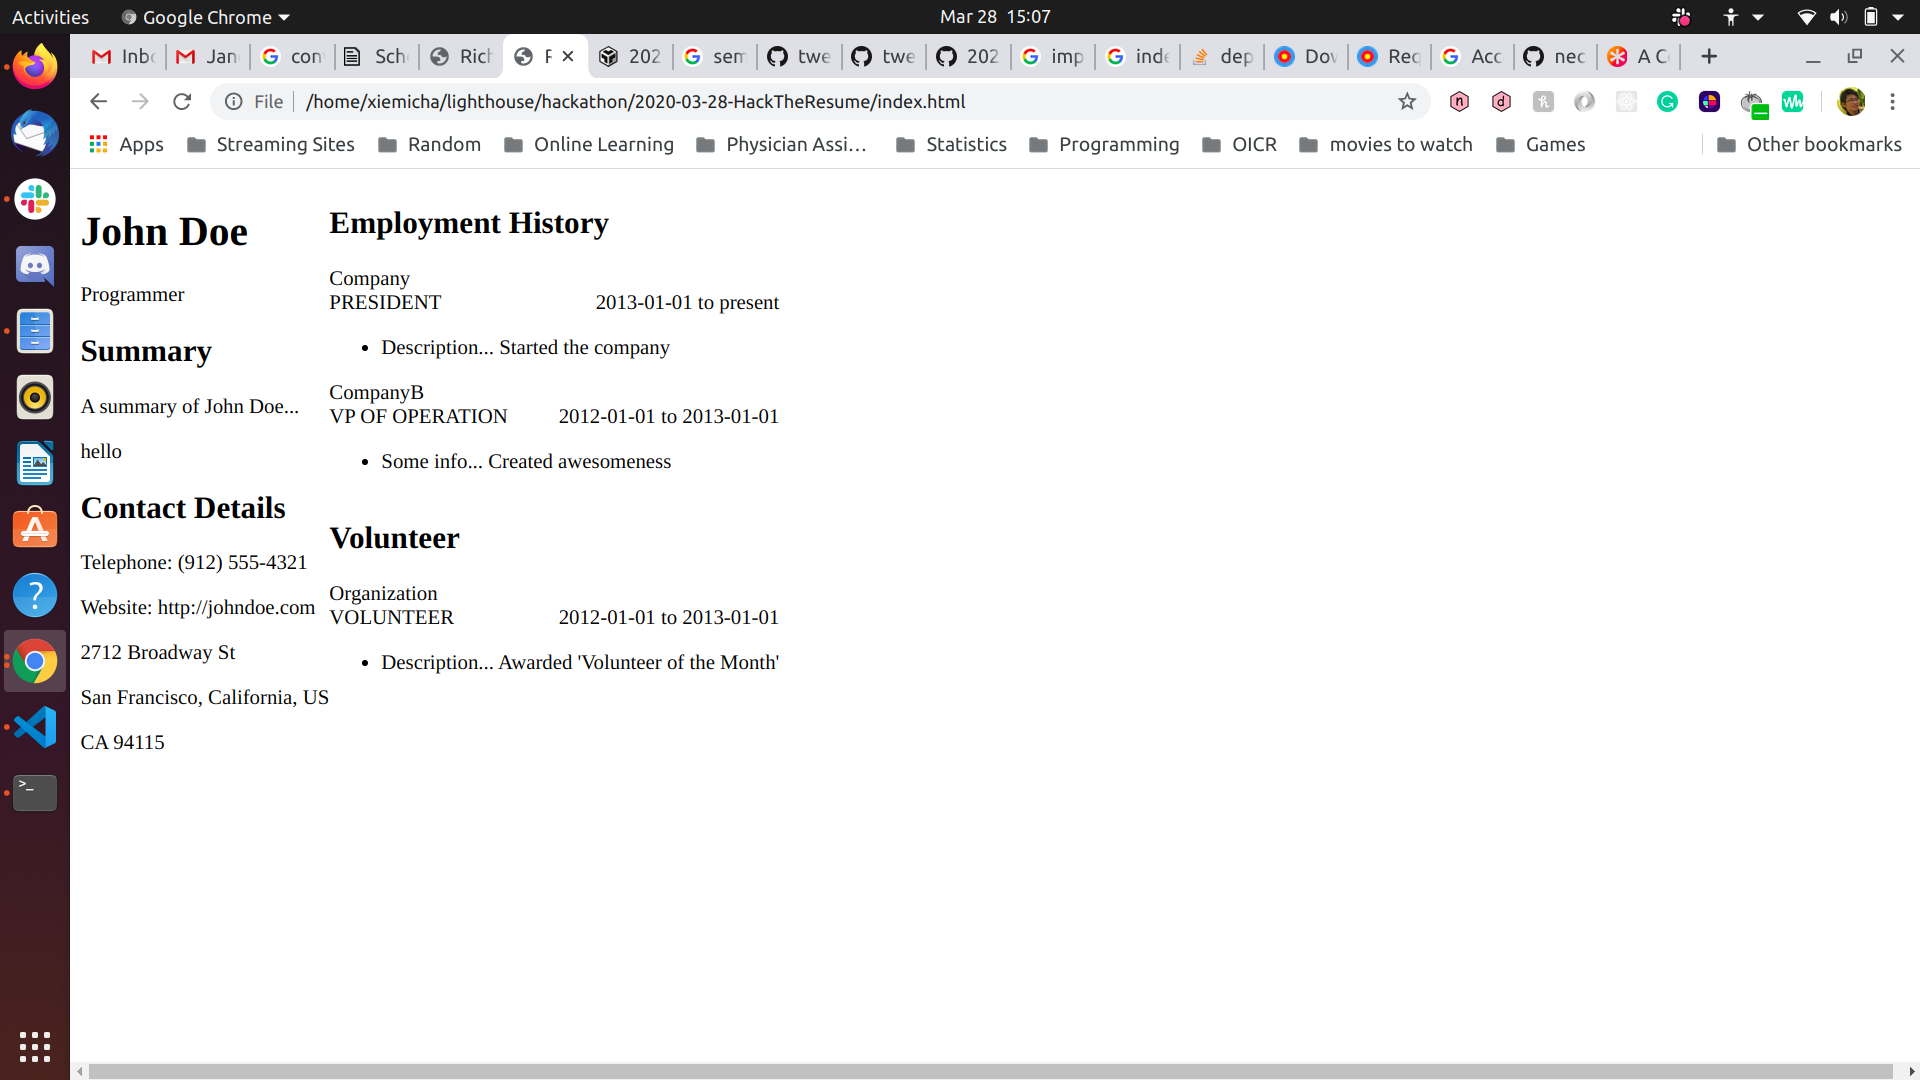 Activities
Google Chrome
Mar 28 15:07
Inbo
Jan
con
Sch
Rich
202
sem
twe
twe
202
imp
inde
dep
Dow
Req
Acc
nec
A C
File
/home/xiemicha/lighthouse/hackathon/2020-03-28-HackTheResume/index.html
Apps
Streaming Sites
Random
Online Learning
Physician Assi...
Statistics
Programming
OICR
movies to watch
Games
Other bookmarks
John Doe
Programmer
Summary
A summary of John Doe...
hello
Contact Details
Telephone: (912) 555-4321
Website: http://johndoe.com
2712 Broadway St
San Francisco, California, US
CA 94115
Employment History
Company
PRESIDENT 2013-01-01 to present
Description... Started the company
CompanyB
VP OF OPERATION 2012-01-01 to 2013-01-01
Some info... Created awesomeness
Volunteer
Organization
VOLUNTEER 2012-01-01 to 2013-01-01
Description... Awarded 'Volunteer of the Month'